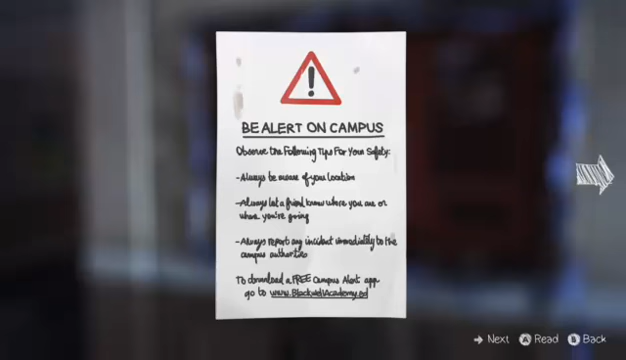 BE ALERT ON CAMPUS
Observe the Following Tips For Your Safety:
-Always be aware of your location
-Always let a friend know where you are or
where you're going
-Always report any incident immediately to the
campus authorities
To download a FREE Campus Alert app
go to www.BlackwellAcademy.ed
Next A Read B Back